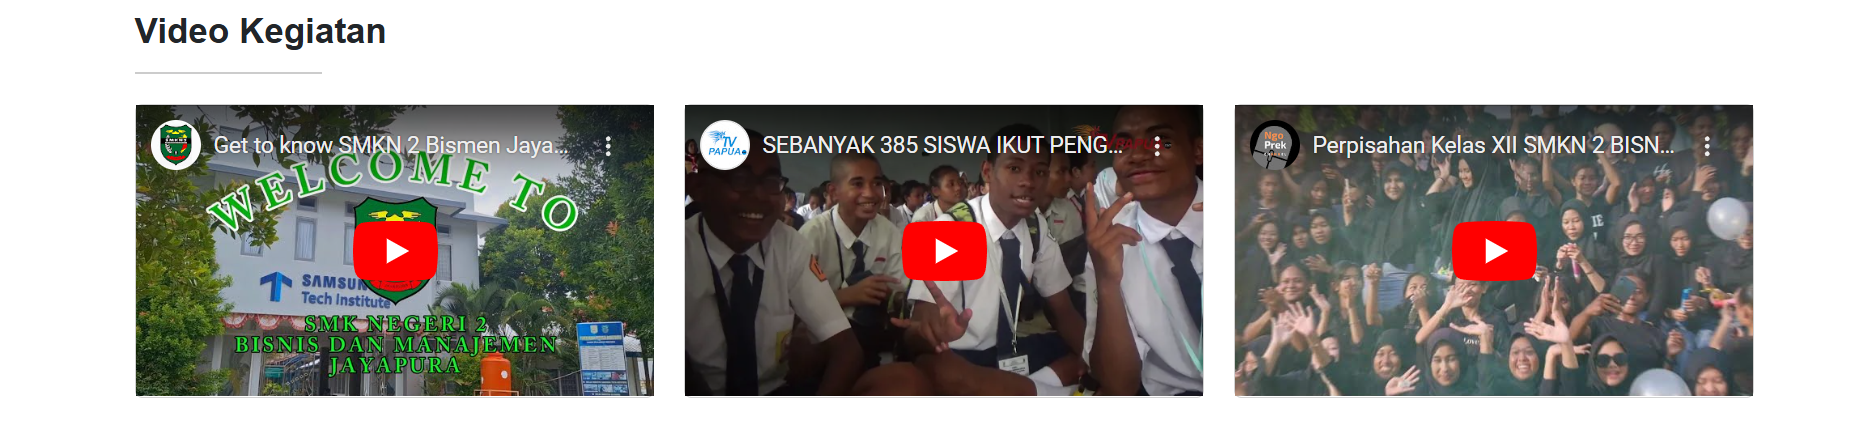 Video Kegiatan
Get to know SMKN 2 Bismen Jaya...
WELCOME TO
SAMSUN
Tech Institute
SMK NEGERI 2
BISNIS DAN MANAJEMEN
JAYAPURA
TV
PAPUA
SEBANYAK 385 SISWA IKUT PENG...
Ngo
Prek
Perpisahan Kelas XII SMKN 2 BISN...